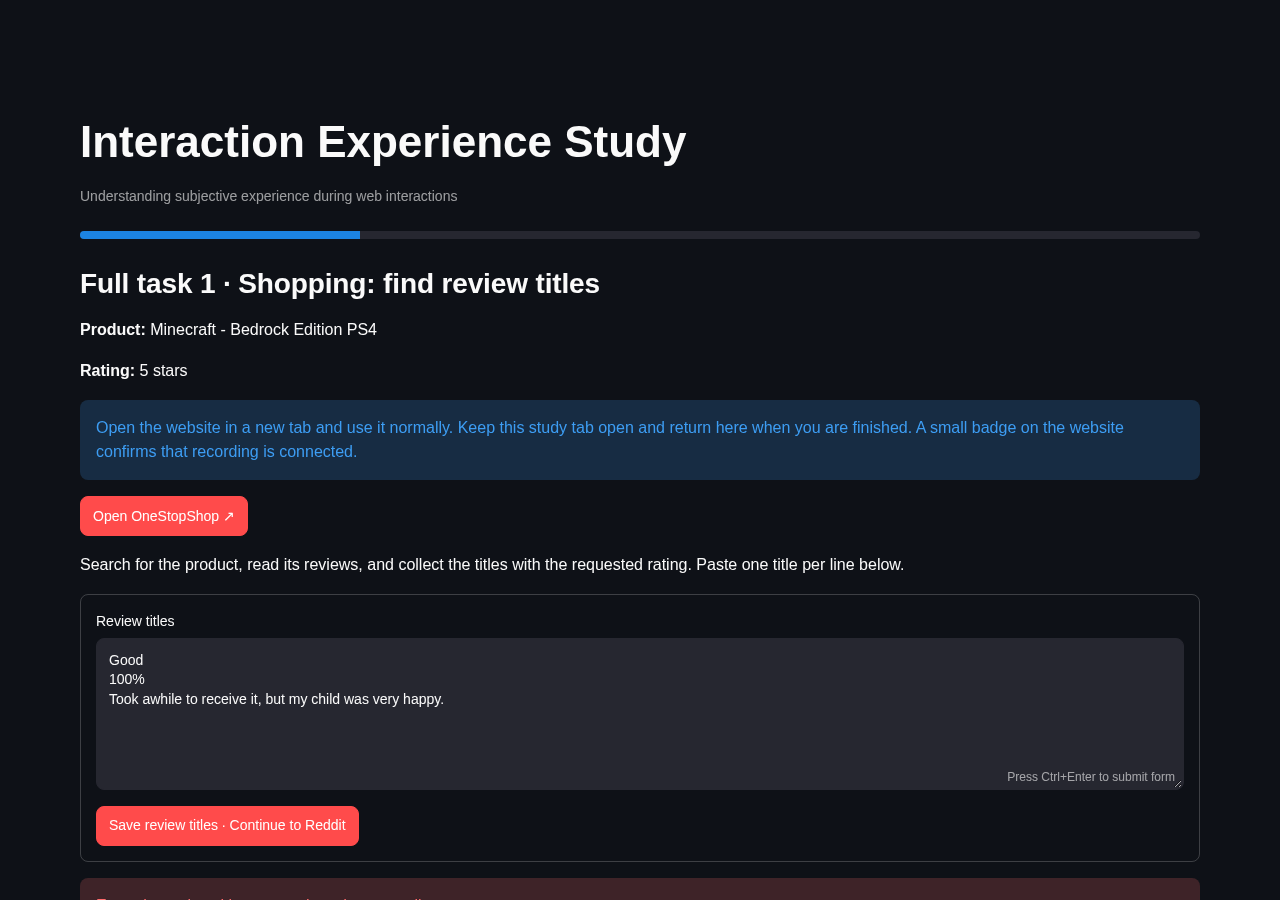 Interaction Experience Study
Understanding subjective experience during web interactions
Full task 1 · Shopping: find review titles
Product: Minecraft - Bedrock Edition PS4
Rating: 5 stars
Open the website in a new tab and use it normally. Keep this study tab open and return here when you are finished. A small badge on the website
confirms that recording is connected.
Open OneStopShop ↗
Search for the product, read its reviews, and collect the titles with the requested rating. Paste one title per line below.
Review titles
Good
100%
Took awhile to receive it, but my child was very happy.
Press Ctrl+Enter to submit form
Save review titles · Continue to Reddit